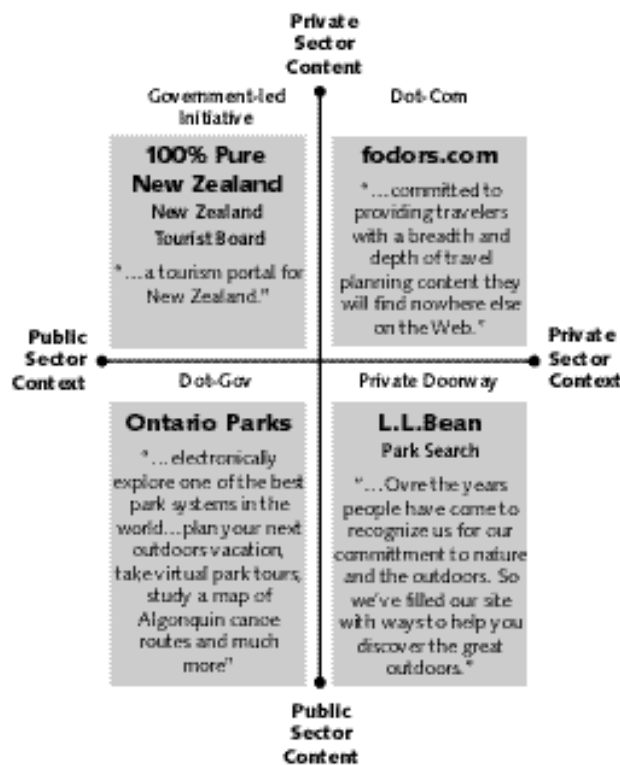 Private
Sector
Content
Government-led
Initiative
Dot-Com
100% Pure
New Zealand
New Zealand
Tourist Board
"...a tourism portal for
New Zealand."
fodors.com
"...committed to
providing travelers
with a breadth and
depth of travel
planning content they
will find nowhere else
on the Web."
Public
Sector
Context
Private
Sector
Context
Dot-Gov
Private Doorway
Ontario Parks
"...electronically
explore one of the best
park systems in the
world...plan your next
outdoors vacation,
take virtual park tours,
study a map of
Algonquin canoe
routes and much
more"
L.L.Bean
Park Search
"...Ovre the years
people have come to
recognize us for our
committment to nature
and the outdoors. So
we've filled our site
with ways to help you
discover the great
outdoors."
Public
Sector
Content